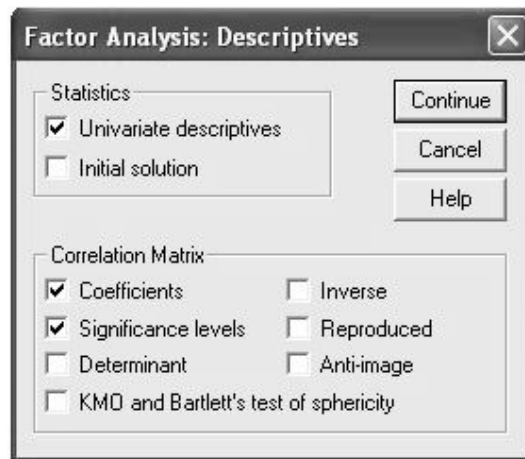 Factor Analysis: Descriptives
Statistics
Univariate descriptives
Initial solution
Continue
Cancel
Help
Correlation Matrix
Coefficients
Inverse
Significance levels
Reproduced
Determinant
Anti-image
KMO and Bartlett's test of sphericity